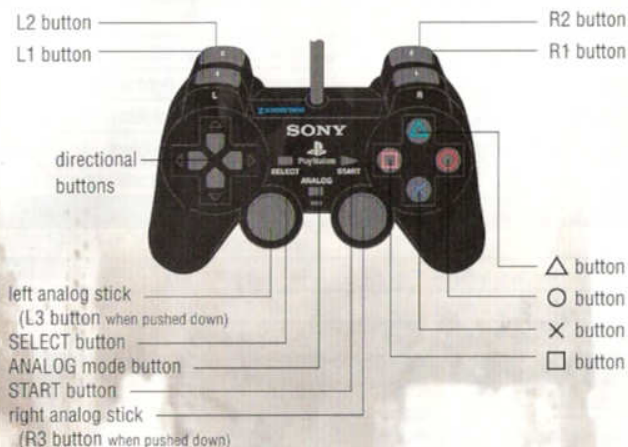 L2 button
L1 button
R2 button
R1 button
L
R
SONY
PlayStation
SELECT
START
ANALOG
directional
buttons
left analog stick
(L3 button when pushed down)
SELECT button
ANALOG mode button
START button
right analog stick
(R3 button when pushed down)
△ button
○ button
✕ button
□ button